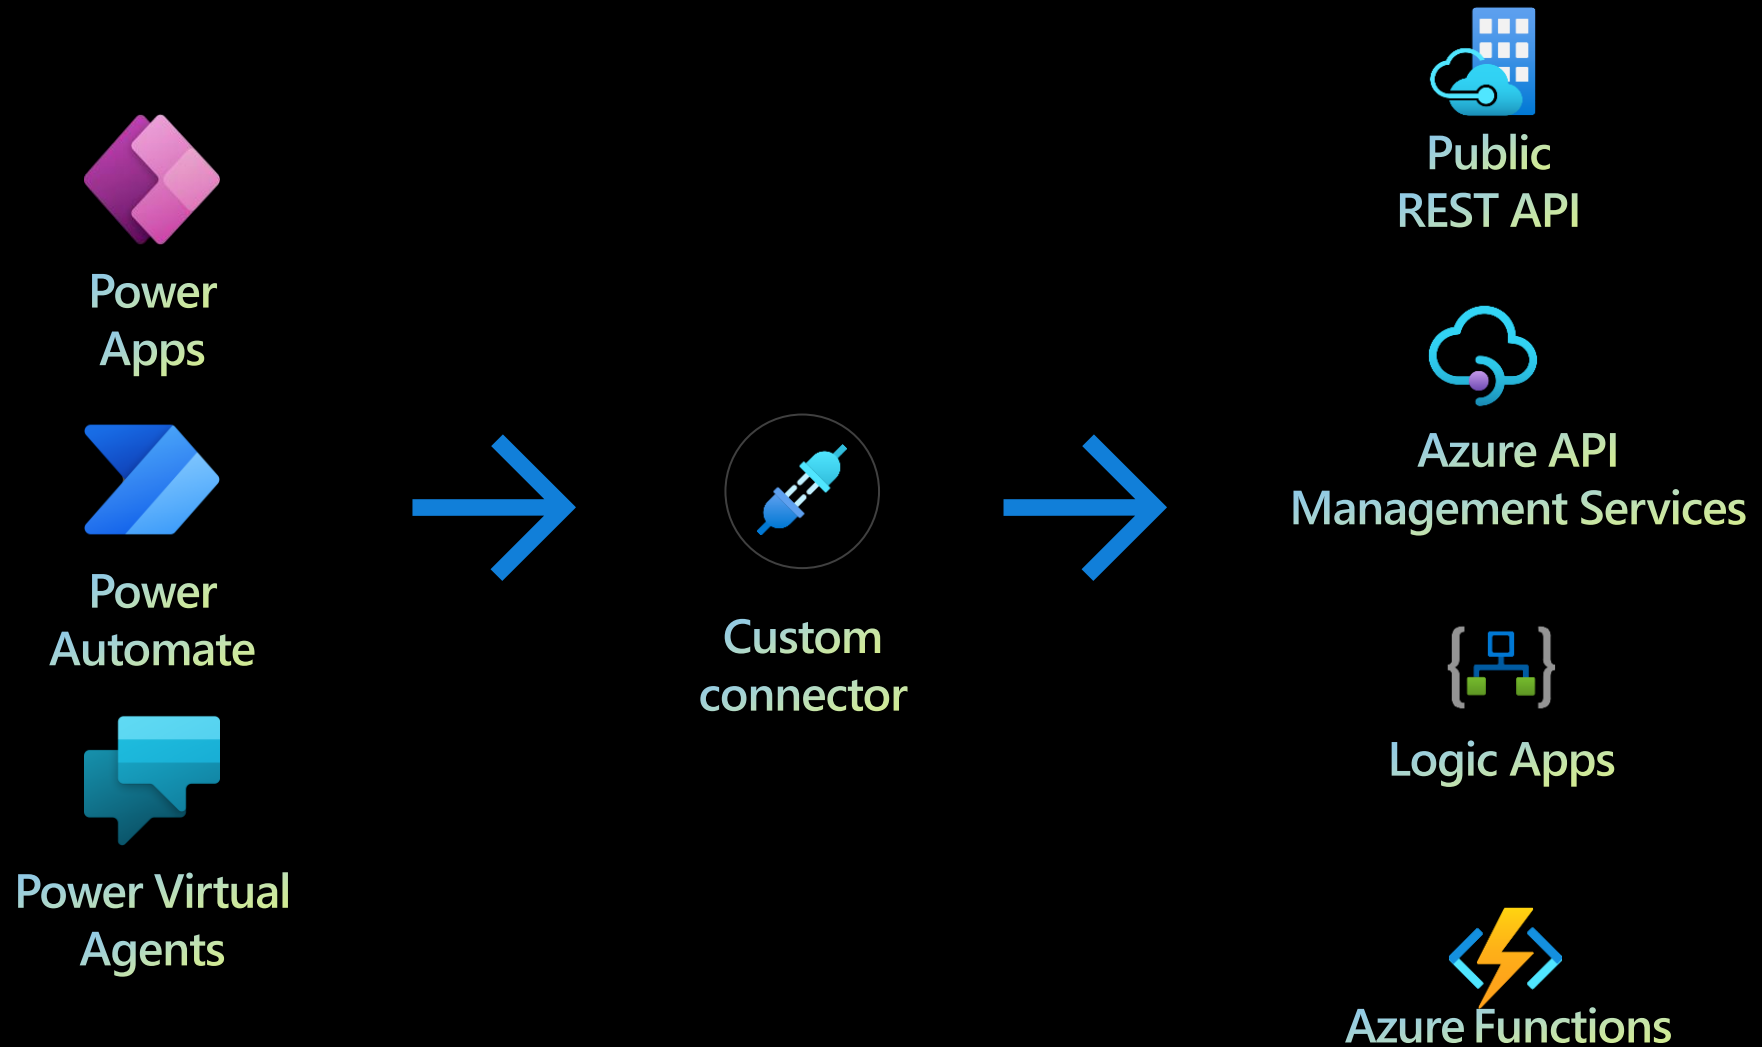 Power
Apps
Power
Automate
Power Virtual
Agents
Custom
connector
Public
REST API
Azure API
Management Services
Logic Apps
Azure Functions